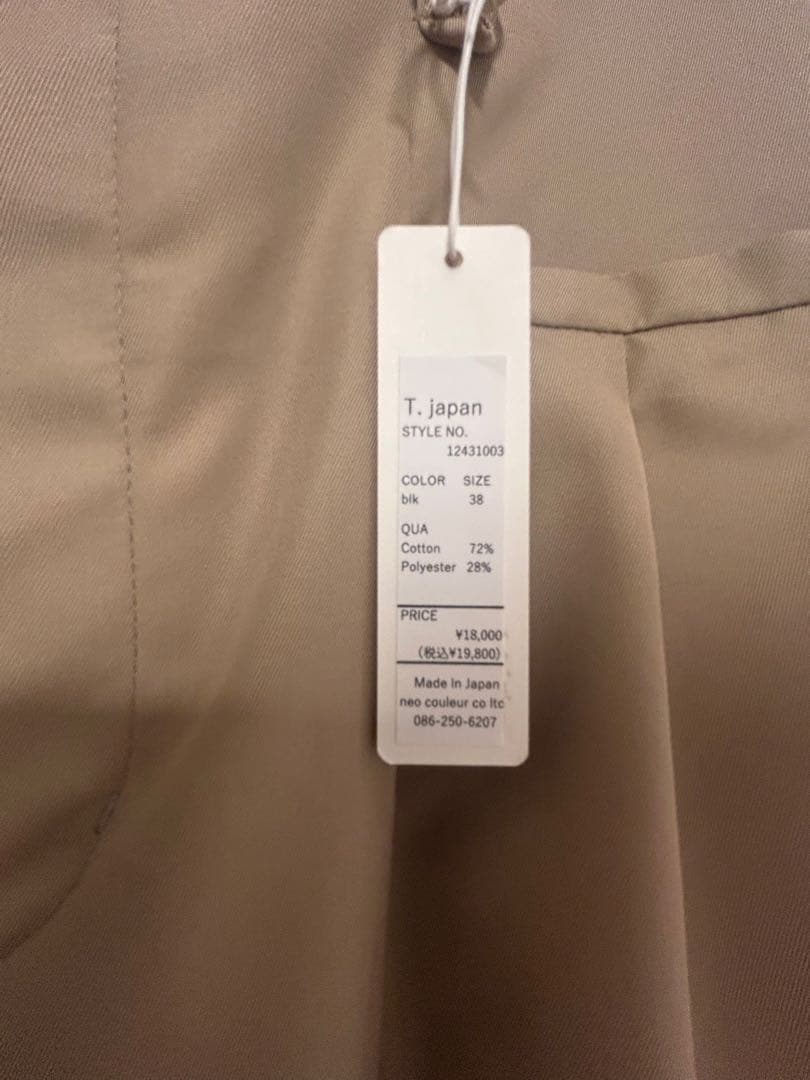 T. japan
STYLE NO.
12431003
COLOR SIZE
blk 38
QUA
Cotton 72%
Polyester 28%
PRICE
¥18,000
(税込¥19,800)
Made In Japan
neo couleur co ltc
086-250-6207